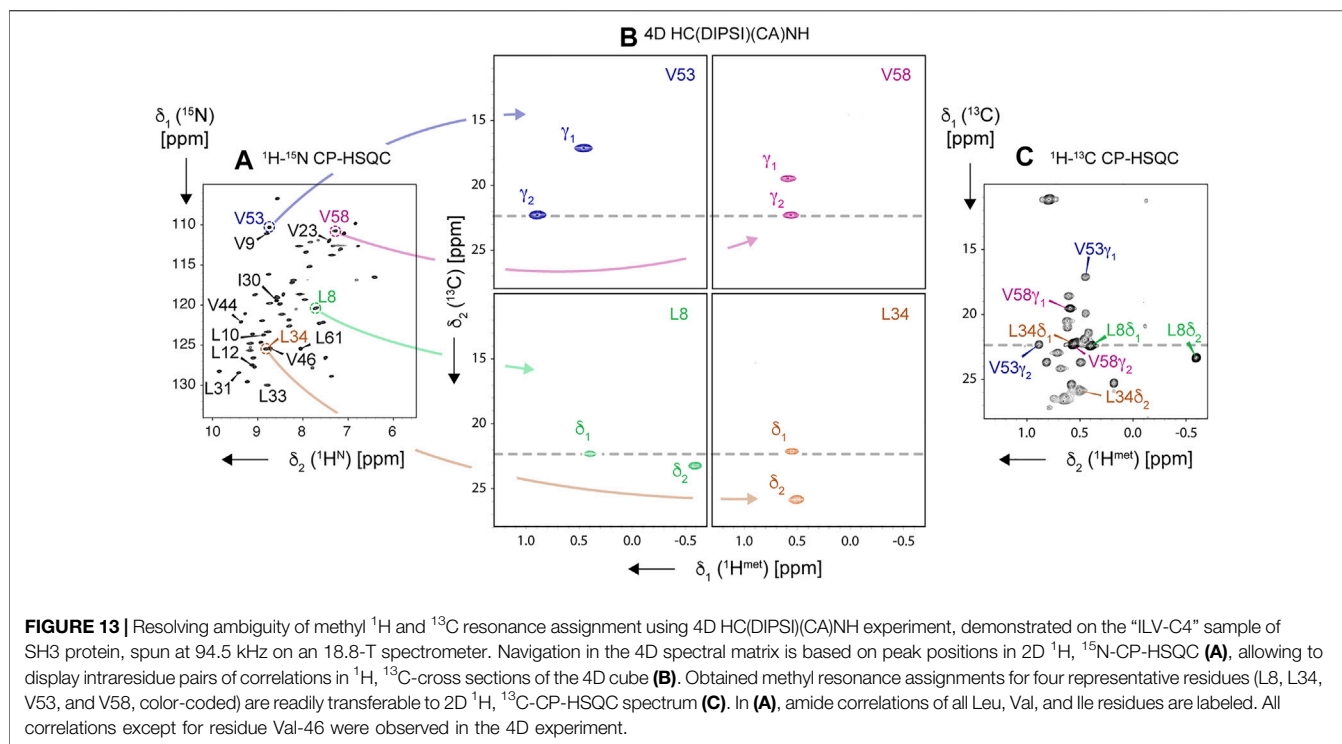 B 4D HC(DIPSI)(CA)NH
δ₁ (¹⁵N)
[ppm]
A ¹H-¹⁵N CP-HSQC
110
115
120
125
130
10 9 8 7 6
δ₂ (¹Hᴺ) [ppm]
V53
V58
V9
V23
I30
L8
V44
L10
L34
L61
L12
V46
L31
L33
V53
γ₁
γ₂
V58
γ₁
γ₂
15
20
25
δ₂ (¹³C) [ppm]
L8
δ₁
δ₂
L34
δ₁
δ₂
15
20
25
1.0 0.5 0.0 -0.5
1.0 0.5 0.0 -0.5
δ₁ (¹Hᵐᵉᵗ) [ppm]
δ₁ (¹³C)
[ppm]
C ¹H-¹³C CP-HSQC
15
20
25
V53γ₁
V58γ₁
L34δ₁
L8δ₁
L8δ₂
V53γ₂
V58γ₂
L34δ₂
1.0 0.5 0.0 -0.5
δ₂ (¹Hᵐᵉᵗ) [ppm]
FIGURE 13 | Resolving ambiguity of methyl ¹H and ¹³C resonance assignment using 4D HC(DIPSI)(CA)NH experiment, demonstrated on the “ILV-C4” sample of
SH3 protein, spun at 94.5 kHz on an 18.8-T spectrometer. Navigation in the 4D spectral matrix is based on peak positions in 2D ¹H, ¹⁵N-CP-HSQC (A), allowing to
display intraresidue pairs of correlations in ¹H, ¹³C-cross sections of the 4D cube (B). Obtained methyl resonance assignments for four representative residues (L8, L34,
V53, and V58, color-coded) are readily transferable to 2D ¹H, ¹³C-CP-HSQC spectrum (C). In (A), amide correlations of all Leu, Val, and Ile residues are labeled. All
correlations except for residue Val-46 were observed in the 4D experiment.